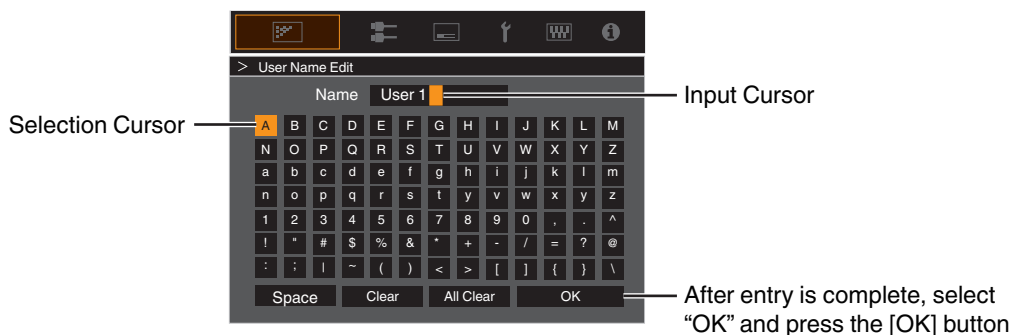 > User Name Edit
Name User 1
Input Cursor
Selection Cursor
A B C D E F G H I J K L M
N O P Q R S T U V W X Y Z
a b c d e f g h i j k l m
n o p q r s t y v w x y z
1 2 3 4 5 6 7 8 9 0 , . ^
! " # $ % & * + - / = ? @
: ; | ~ ( ) < > [ ] { } \
Space Clear All Clear OK
After entry is complete, select
“OK” and press the [OK] button